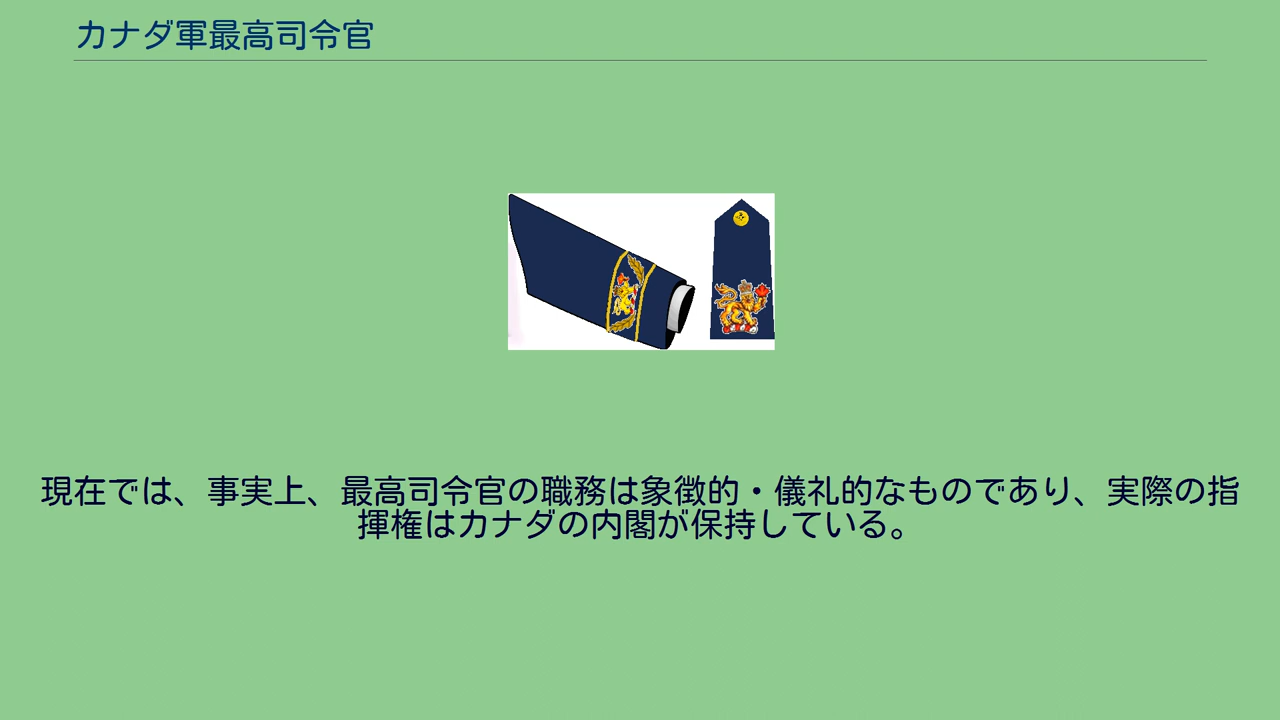 カナダ軍最高司令官
現在では、事実上、最高司令官の職務は象徴的・儀礼的なものであり、実際の指
揮権はカナダの内閣が保持している。